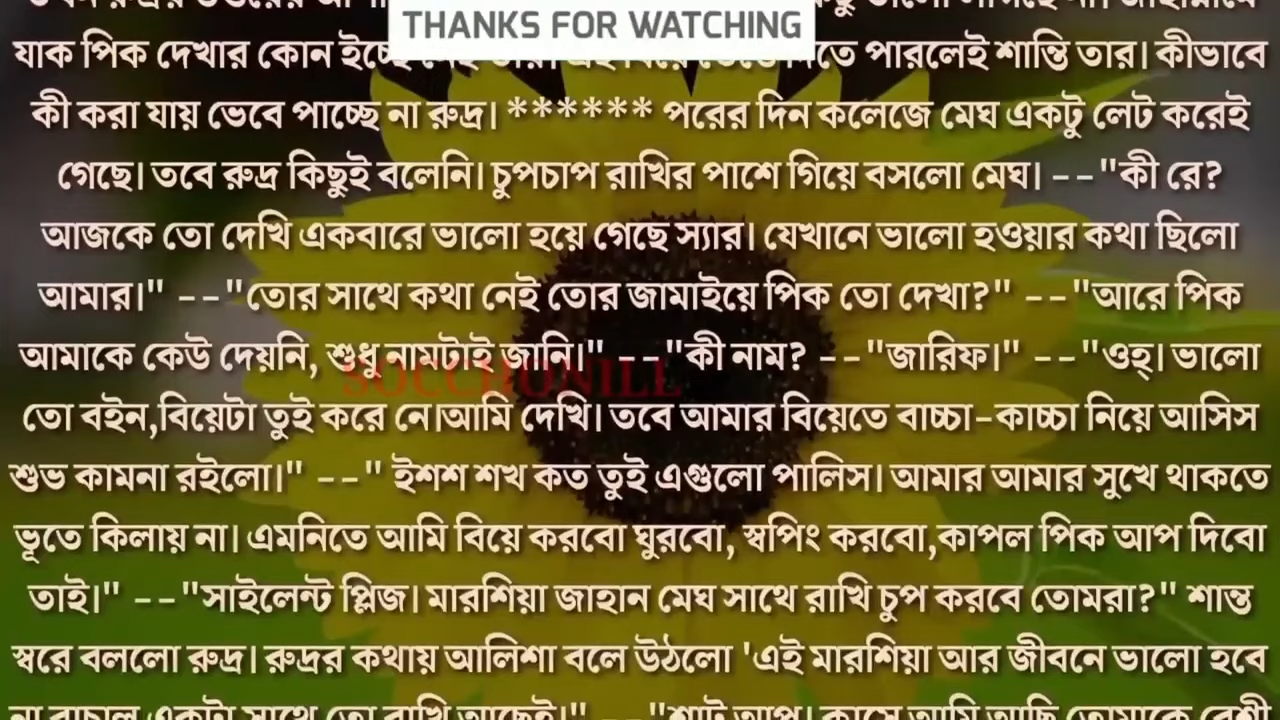 THANKS FOR WATCHING
যাক পিক দেখার কোন পারলেই শান্তি তার। কীভাবে
কী করা যায় ভেবে পাচ্ছে না রুদ্র। ****** পরের দিন কলেজে মেঘ একটু লেট করেই
গেছে। তবে রুদ্র কিছুই বলেনি। চুপচাপ রাখির পাশে গিয়ে বসলো মেঘ। --"কী রে?
আজকে তো দেখি একবারে ভালো হয়ে গেছে স্যার। যেখানে ভালো হওয়ার কথা ছিলো
আমার।" --"তোর সাথে কথা নেই তোর জামাইয়ে পিক তো দেখা?" --"আরে পিক
আমাকে কেউ দেয়নি, শুধু নামটাই জানি।" --"কী নাম? --"জারিফ।" --"ওহ্। ভালো
SOCCHONILL
তো বইন,বিয়েটা তুই করে নে।আমি দেখি। তবে আমার বিয়েতে বাচ্চা-কাচ্চা নিয়ে আসিস
শুভ কামনা রইলো।" --" ইশশ শখ কত তুই এগুলো পালিস। আমার আমার সুখে থাকতে
ভূতে কিলায় না। এমনিতে আমি বিয়ে করবো ঘুরবো, স্বপিং করবো,কাপল পিক আপ দিবো
তাই।" --"সাইলেন্ট প্লিজ। মারশিয়া জাহান মেঘ সাথে রাখি চুপ করবে তোমরা?" শান্ত
স্বরে বললো রুদ্র। রুদ্রর কথায় আলিশা বলে উঠলো 'এই মারশিয়া আর জীবনে ভালো হবে